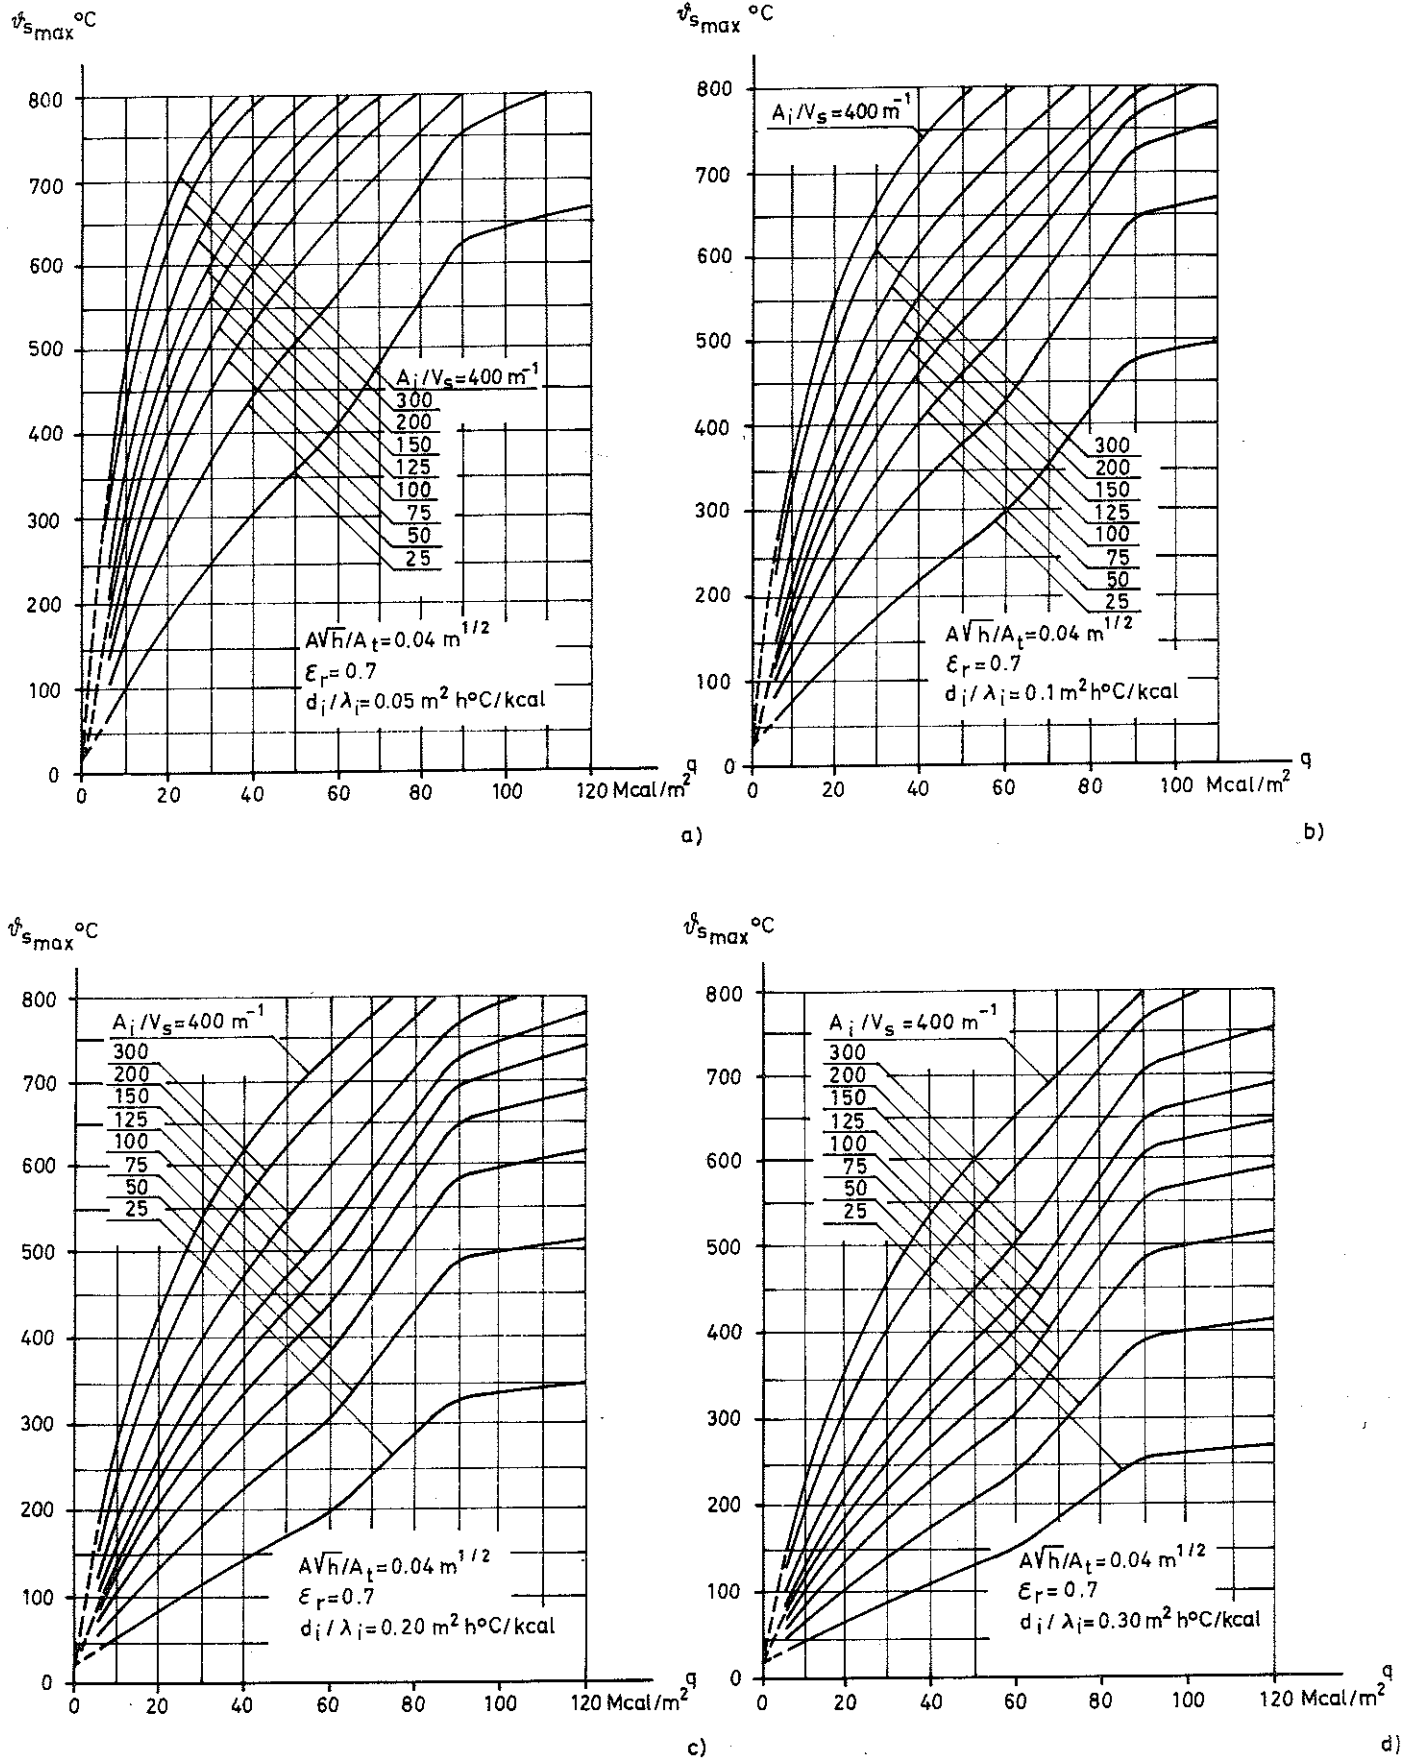 ϑs max °C
800
700
600
500
400
300
200
100
0
Ai/Vs=400 m⁻¹
300
200
150
125
100
75
50
25
A√h/At=0.04 m^1/2
εr=0.7
di/λi=0.05 m² h°C/kcal
q
0 20 40 60 80 100 120 Mcal/m²
a)
ϑs max °C
800
700
600
500
400
300
200
100
0
Ai/Vs=400 m⁻¹
300
200
150
125
100
75
50
25
A√h/At=0.04 m^1/2
εr=0.7
di/λi=0.1 m² h°C/kcal
q
0 20 40 60 80 100 Mcal/m²
b)
ϑs max °C
800
700
600
500
400
300
200
100
0
Ai/Vs=400 m⁻¹
300
200
150
125
100
75
50
25
A√h/At=0.04 m^1/2
εr=0.7
di/λi=0.20 m² h°C/kcal
q
0 20 40 60 80 100 120 Mcal/m²
c)
ϑs max °C
800
700
600
500
400
300
200
100
0
Ai/Vs=400 m⁻¹
300
200
150
125
100
75
50
25
A√h/At=0.04 m^1/2
εr=0.7
di/λi=0.30 m² h°C/kcal
q
0 20 40 60 80 100 120 Mcal/m²
d)